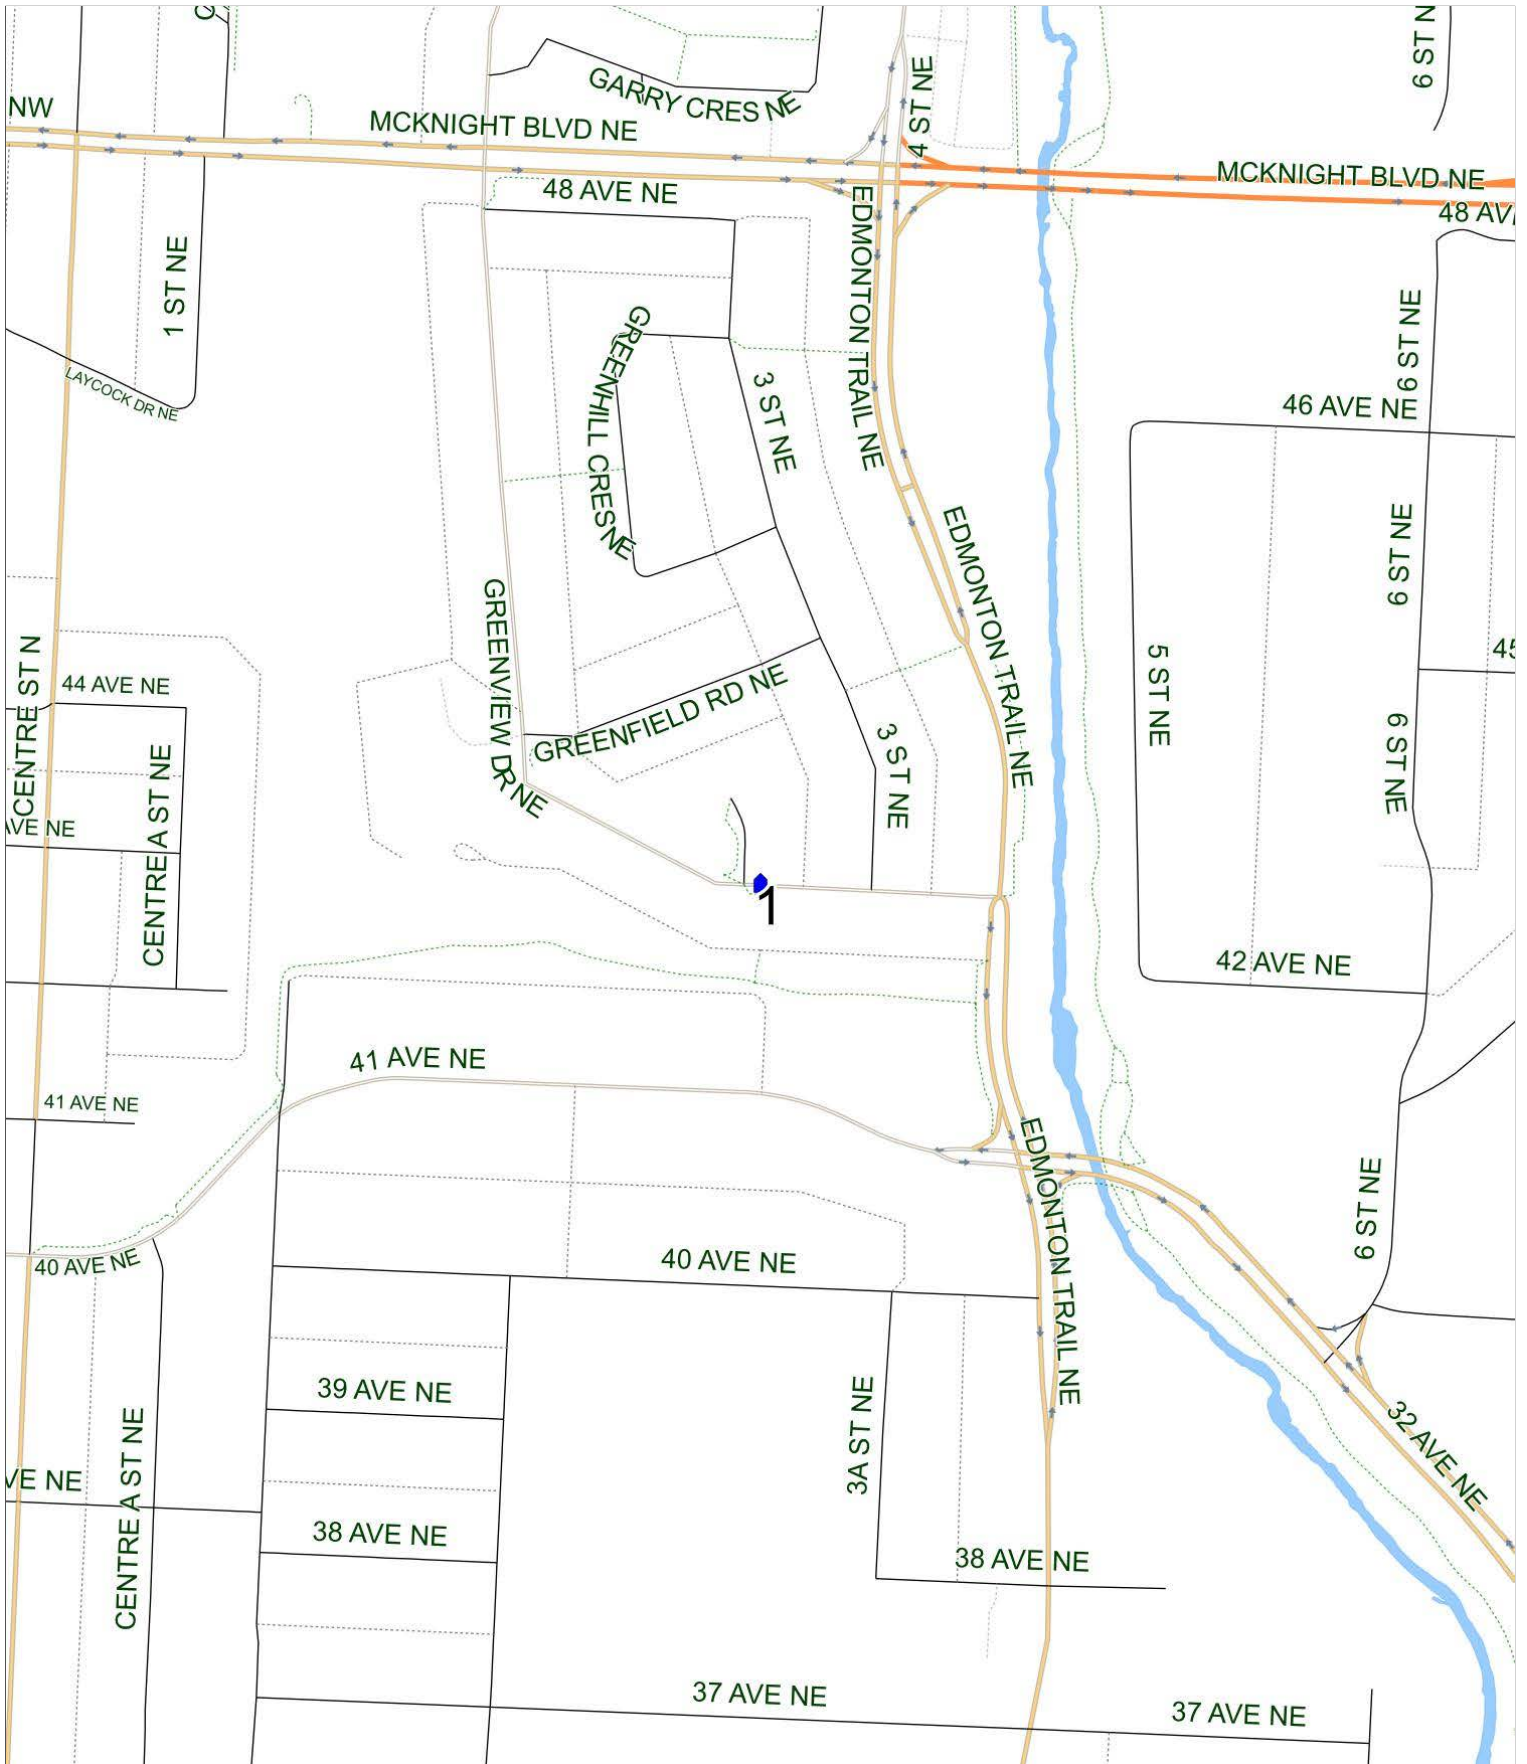 6 ST NE
NW
GARRY CRES NE
MCKNIGHT BLVD NE
4 ST NE
MCKNIGHT BLVD NE
48 AVE NE
48 AV
EDMONTON TRAIL NE
1 ST NE
LAYCOCK DR NE
GREENHILL CRES NE
3 ST NE
6 ST NE
46 AVE NE
EDMONTON TRAIL NE
6 ST NE
GREENVIEW DR NE
CENTRE ST N
44 AVE NE
GREENFIELD RD NE
5 ST NE
45
CENTRE A ST NE
3 ST NE
6 ST NE
AVE NE
1
42 AVE NE
41 AVE NE
41 AVE NE
EDMONTON TRAIL NE
6 ST NE
40 AVE NE
40 AVE NE
39 AVE NE
3A ST NE
CENTRE A ST NE
32 AVE NE
VE NE
38 AVE NE
38 AVE NE
37 AVE NE
37 AVE NE